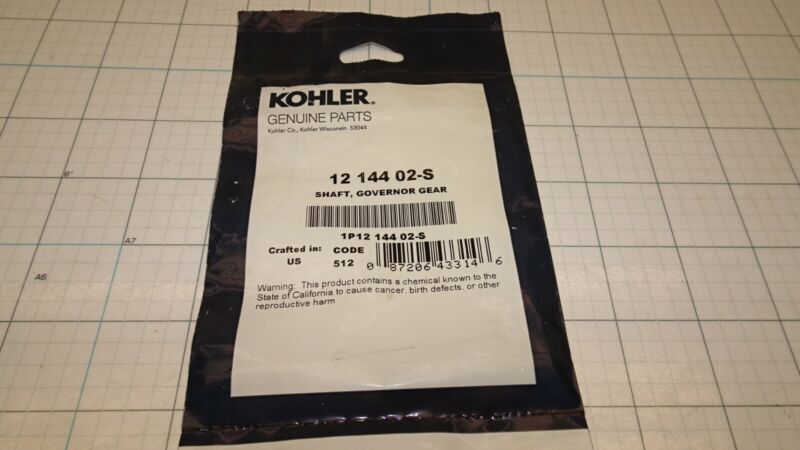 KOHLER®
GENUINE PARTS
Kohler Co., Kohler Wisconsin 53044
12 144 02-S
SHAFT, GOVERNOR GEAR
1P12 144 02-S
Crafted in: CODE
US 512
0 87206 43314 6
Warning: This product contains a chemical known to the
State of California to cause cancer, birth defects, or other
reproductive harm
6"
A7
A6